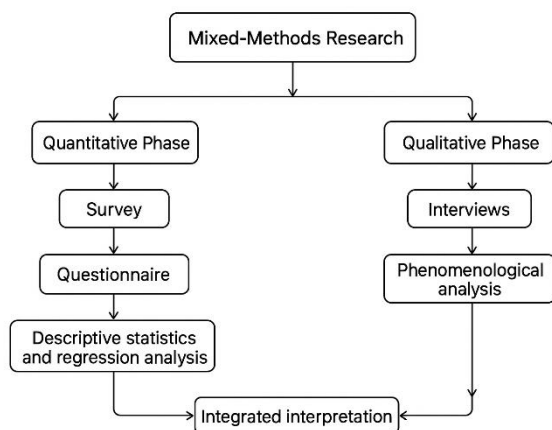 Mixed-Methods Research
Quantitative Phase
Qualitative Phase
Survey
Interviews
Questionnaire
Phenomenological
analysis
Descriptive statistics
and regression analysis
Integrated interpretation